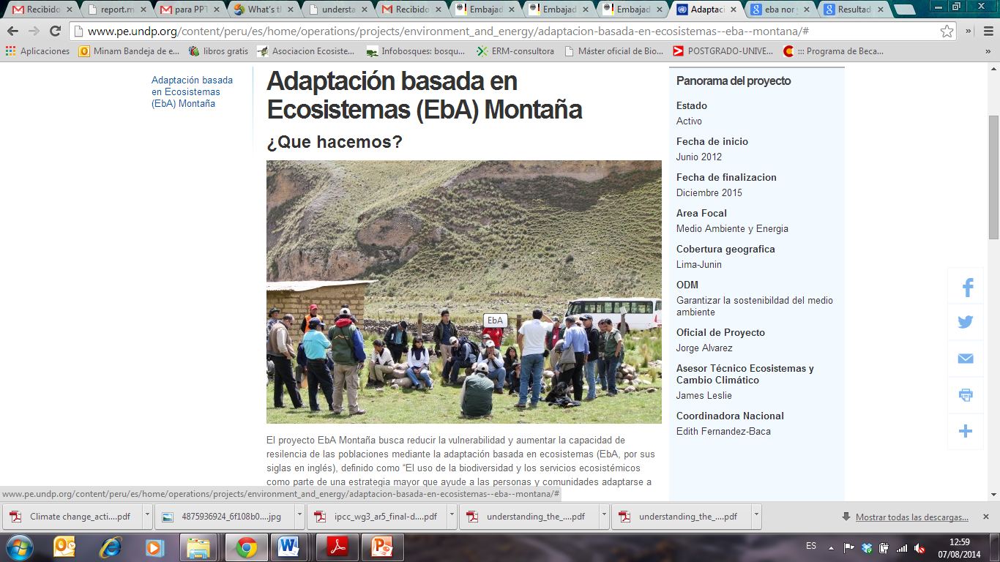 Recibido
report.m
para PPT
What's t
understa
Recibido
Embajad
Embajad
Embajad
Adaptaci
eba nor
Resultad
www.pe.undp.org/content/peru/es/home/operations/projects/environment_and_energy/adaptacion-basada-en-ecosistemas--eba--montana/#
Aplicaciones
Minam Bandeja de e...
libros gratis
Asociacion Ecosiste...
Infobosques: bosqu...
ERM-consultora
Máster oficial de Bio...
POSTGRADO-UNIVE...
::: Programa de Beca...
Adaptación basada
en Ecosistemas
(EbA) Montaña
Adaptación basada en
Ecosistemas (EbA) Montaña
¿Que hacemos?
EbA
El proyecto EbA Montaña busca reducir la vulnerabilidad y aumentar la capacidad de
resilencia de las poblaciones mediante la adaptación basada en ecosistemas (EbA, por sus
siglas en inglés), definido como “El uso de la biodiversidad y los servicios ecosistémicos
como parte de una estrategia mayor que ayude a las personas y comunidades adaptarse a
Panorama del proyecto
Estado
Activo
Fecha de inicio
Junio 2012
Fecha de finalizacion
Diciembre 2015
Area Focal
Medio Ambiente y Energia
Cobertura geografica
Lima-Junin
ODM
Garantizar la sostenibildad del medio
ambiente
Oficial de Proyecto
Jorge Alvarez
Asesor Técnico Ecosistemas y
Cambio Climático
James Leslie
Coordinadora Nacional
Edith Fernandez-Baca
www.pe.undp.org/content/peru/es/home/operations/projects/environment_and_energy/adaptacion-basada-en-ecosistemas--eba--montana/#
Climate change_acti....pdf
4875936924_6f108b0....jpg
ipcc_wg3_ar5_final-d....pdf
understanding_the_....pdf
understanding_the_....pdf
Mostrar todas las descargas...
ES
12:59
07/08/2014